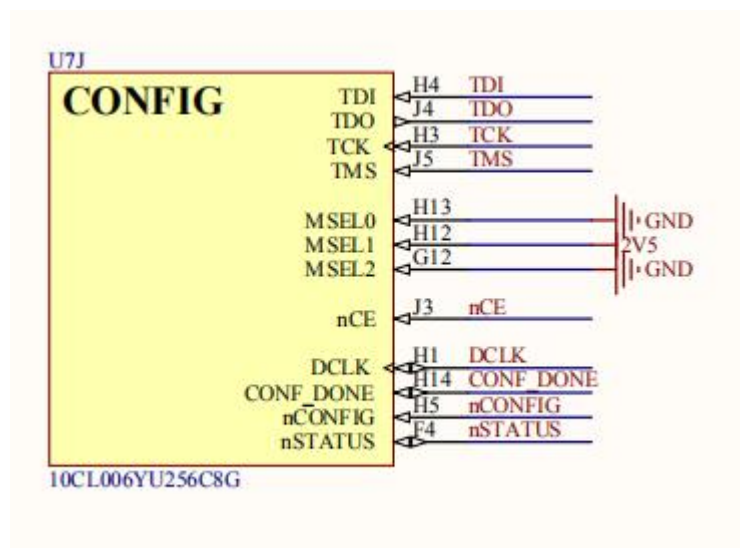 U7J
CONFIG
TDI H4 TDI
TDO J4 TDO
TCK H3 TCK
TMS J5 TMS
MSEL0 H13 GND
MSEL1 H12 2V5
MSEL2 G12 GND
nCE J3 nCE
DCLK H1 DCLK
CONF_DONE H14 CONF_DONE
nCONFIG H5 nCONFIG
nSTATUS F4 nSTATUS
10CL006YU256C8G